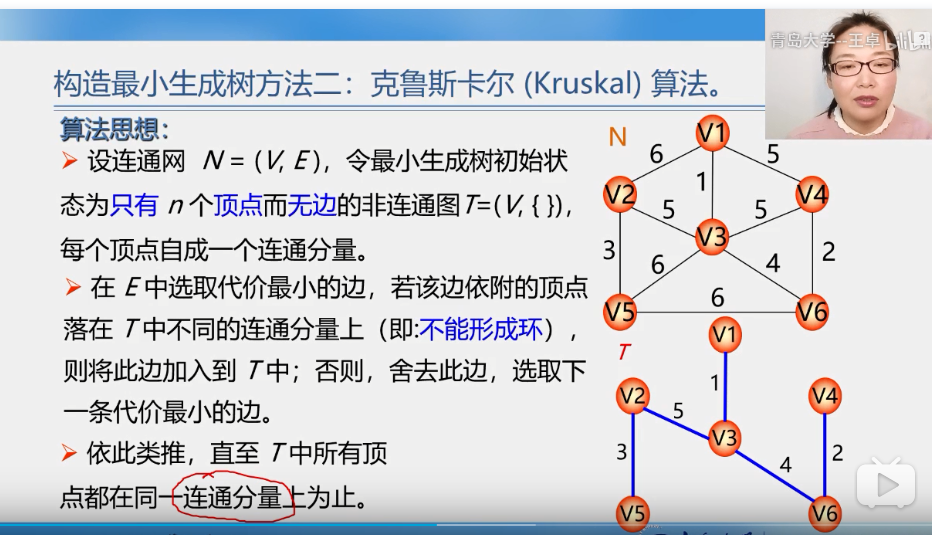 青岛大学--王卓
构造最小生成树方法二：克鲁斯卡尔 (Kruskal) 算法。
算法思想：
设连通网 N = (V, E )，令最小生成树初始状
态为只有 n 个顶点而无边的非连通图T=(V, { })，
每个顶点自成一个连通分量。
在 E 中选取代价最小的边，若该边依附的顶点
落在 T 中不同的连通分量上（即:不能形成环），
则将此边加入到 T 中；否则，舍去此边，选取下
一条代价最小的边。
依此类推，直至 T 中所有顶
点都在同一连通分量上为止。
N
V1
6 5
1
V2 V4
5 5
V3
3 6 4 2
6
V5 V6
T
V1
1
V2 V4
5
V3
3 4 2
V5 V6